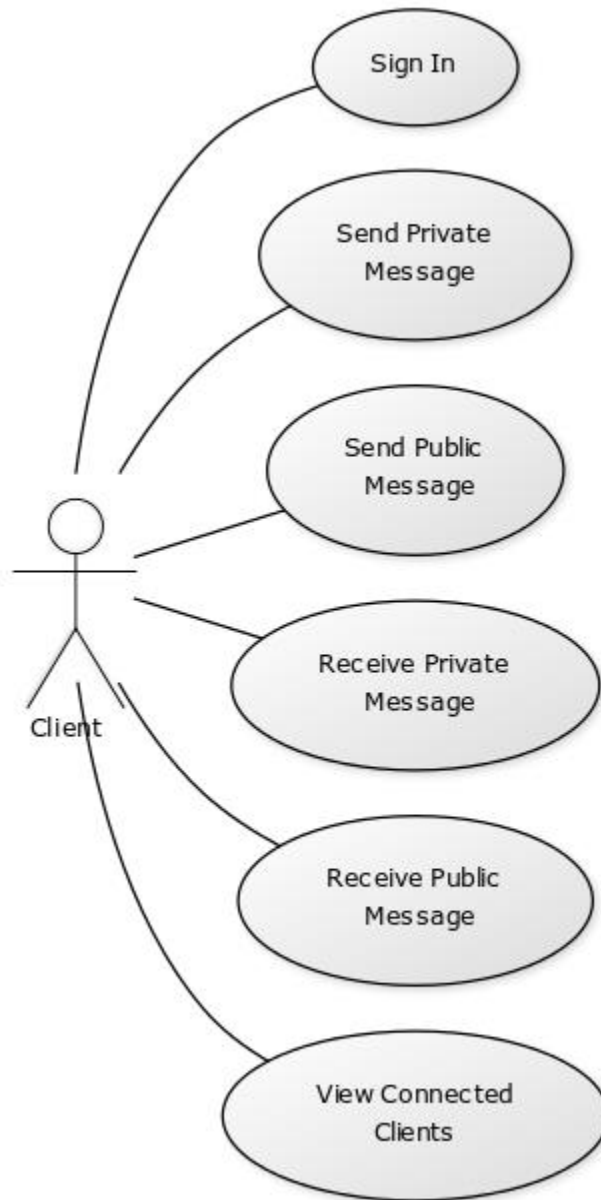 Sign In
Send Private
Message
Send Public
Message
Receive Private
Message
Client
Receive Public
Message
View Connected
Clients